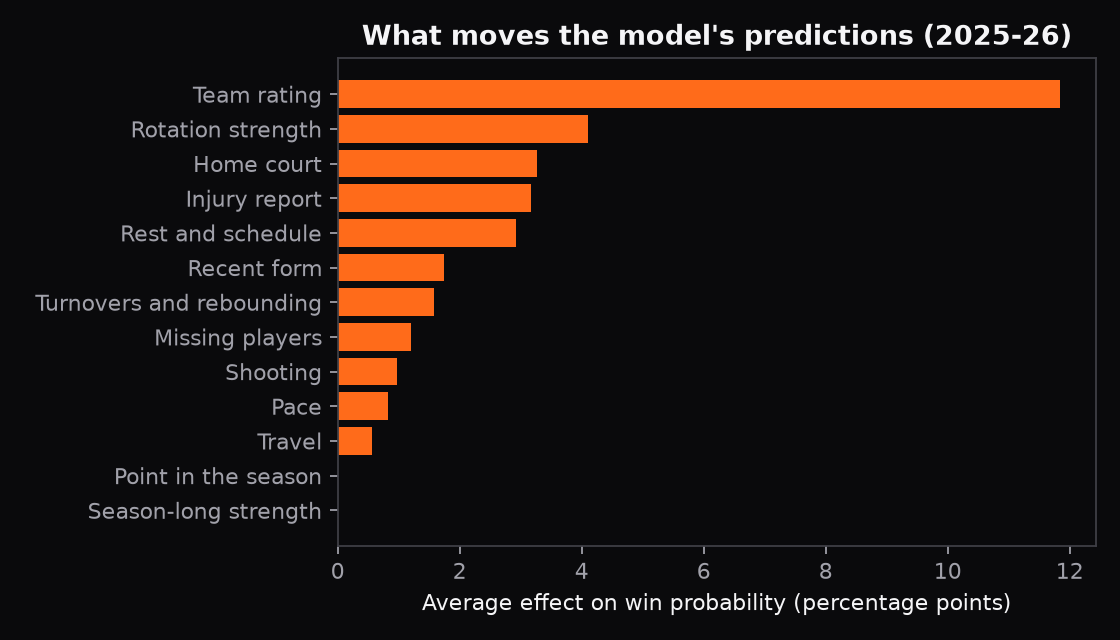 What moves the model's predictions (2025-26)
Team rating
Rotation strength
Home court
Injury report
Rest and schedule
Recent form
Turnovers and rebounding
Missing players
Shooting
Pace
Travel
Point in the season
Season-long strength
0 2 4 6 8 10 12
Average effect on win probability (percentage points)